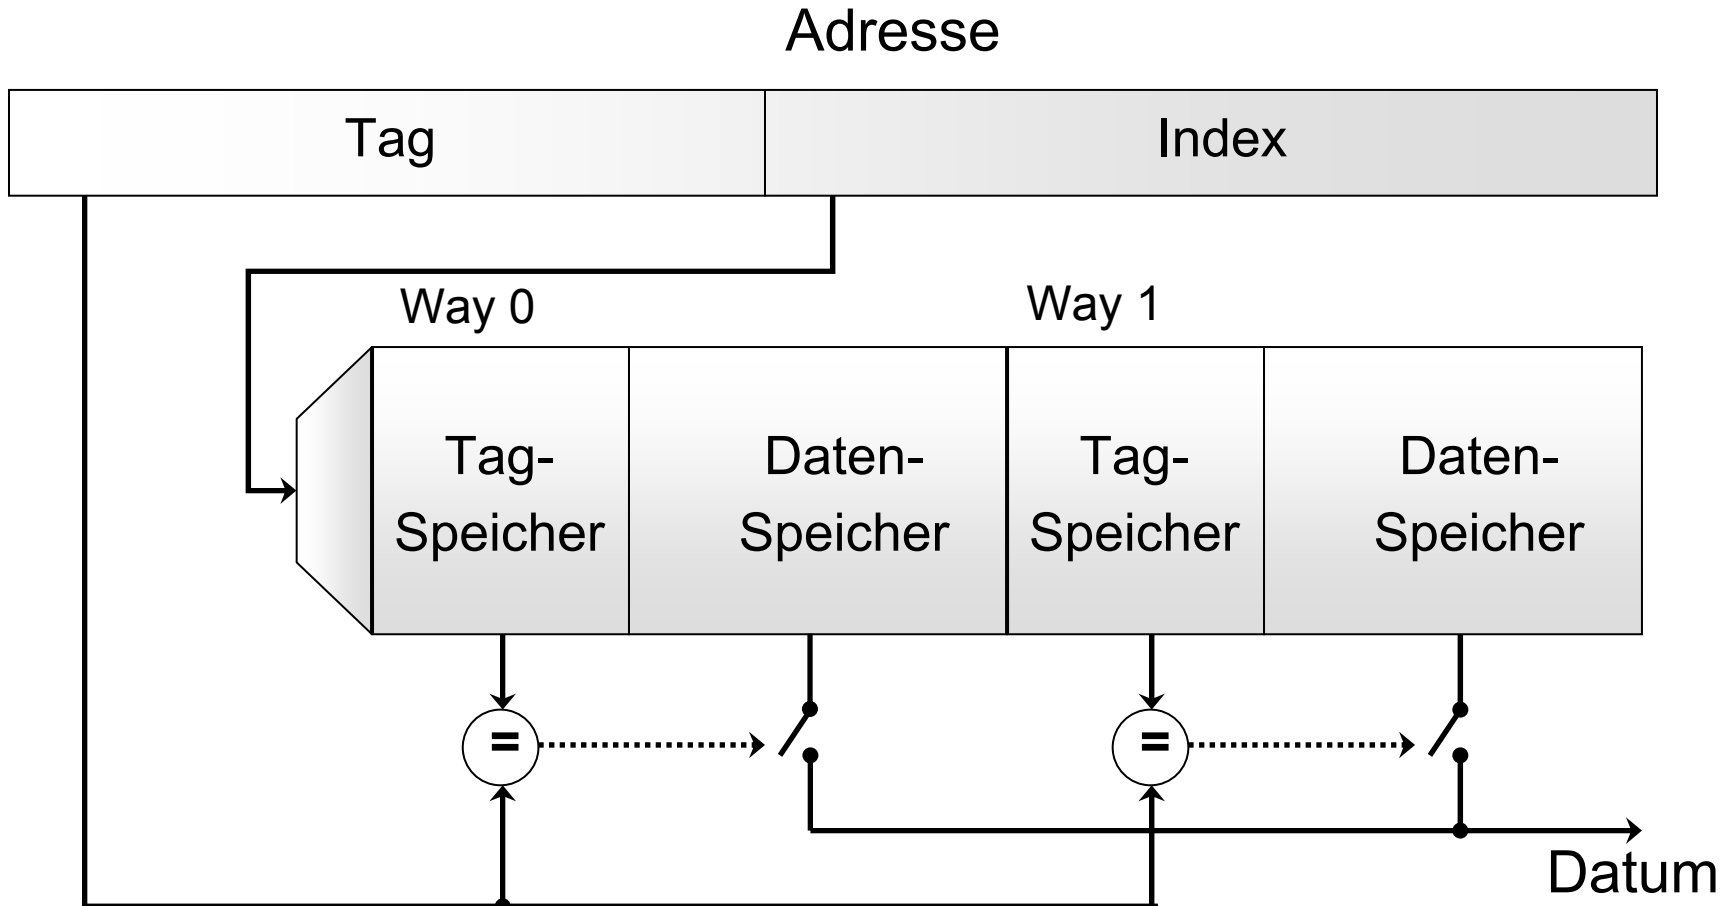 Adresse
Tag
Index
Way 0
Way 1
Tag-
Speicher
Daten-
Speicher
Tag-
Speicher
Daten-
Speicher
=
=
Datum